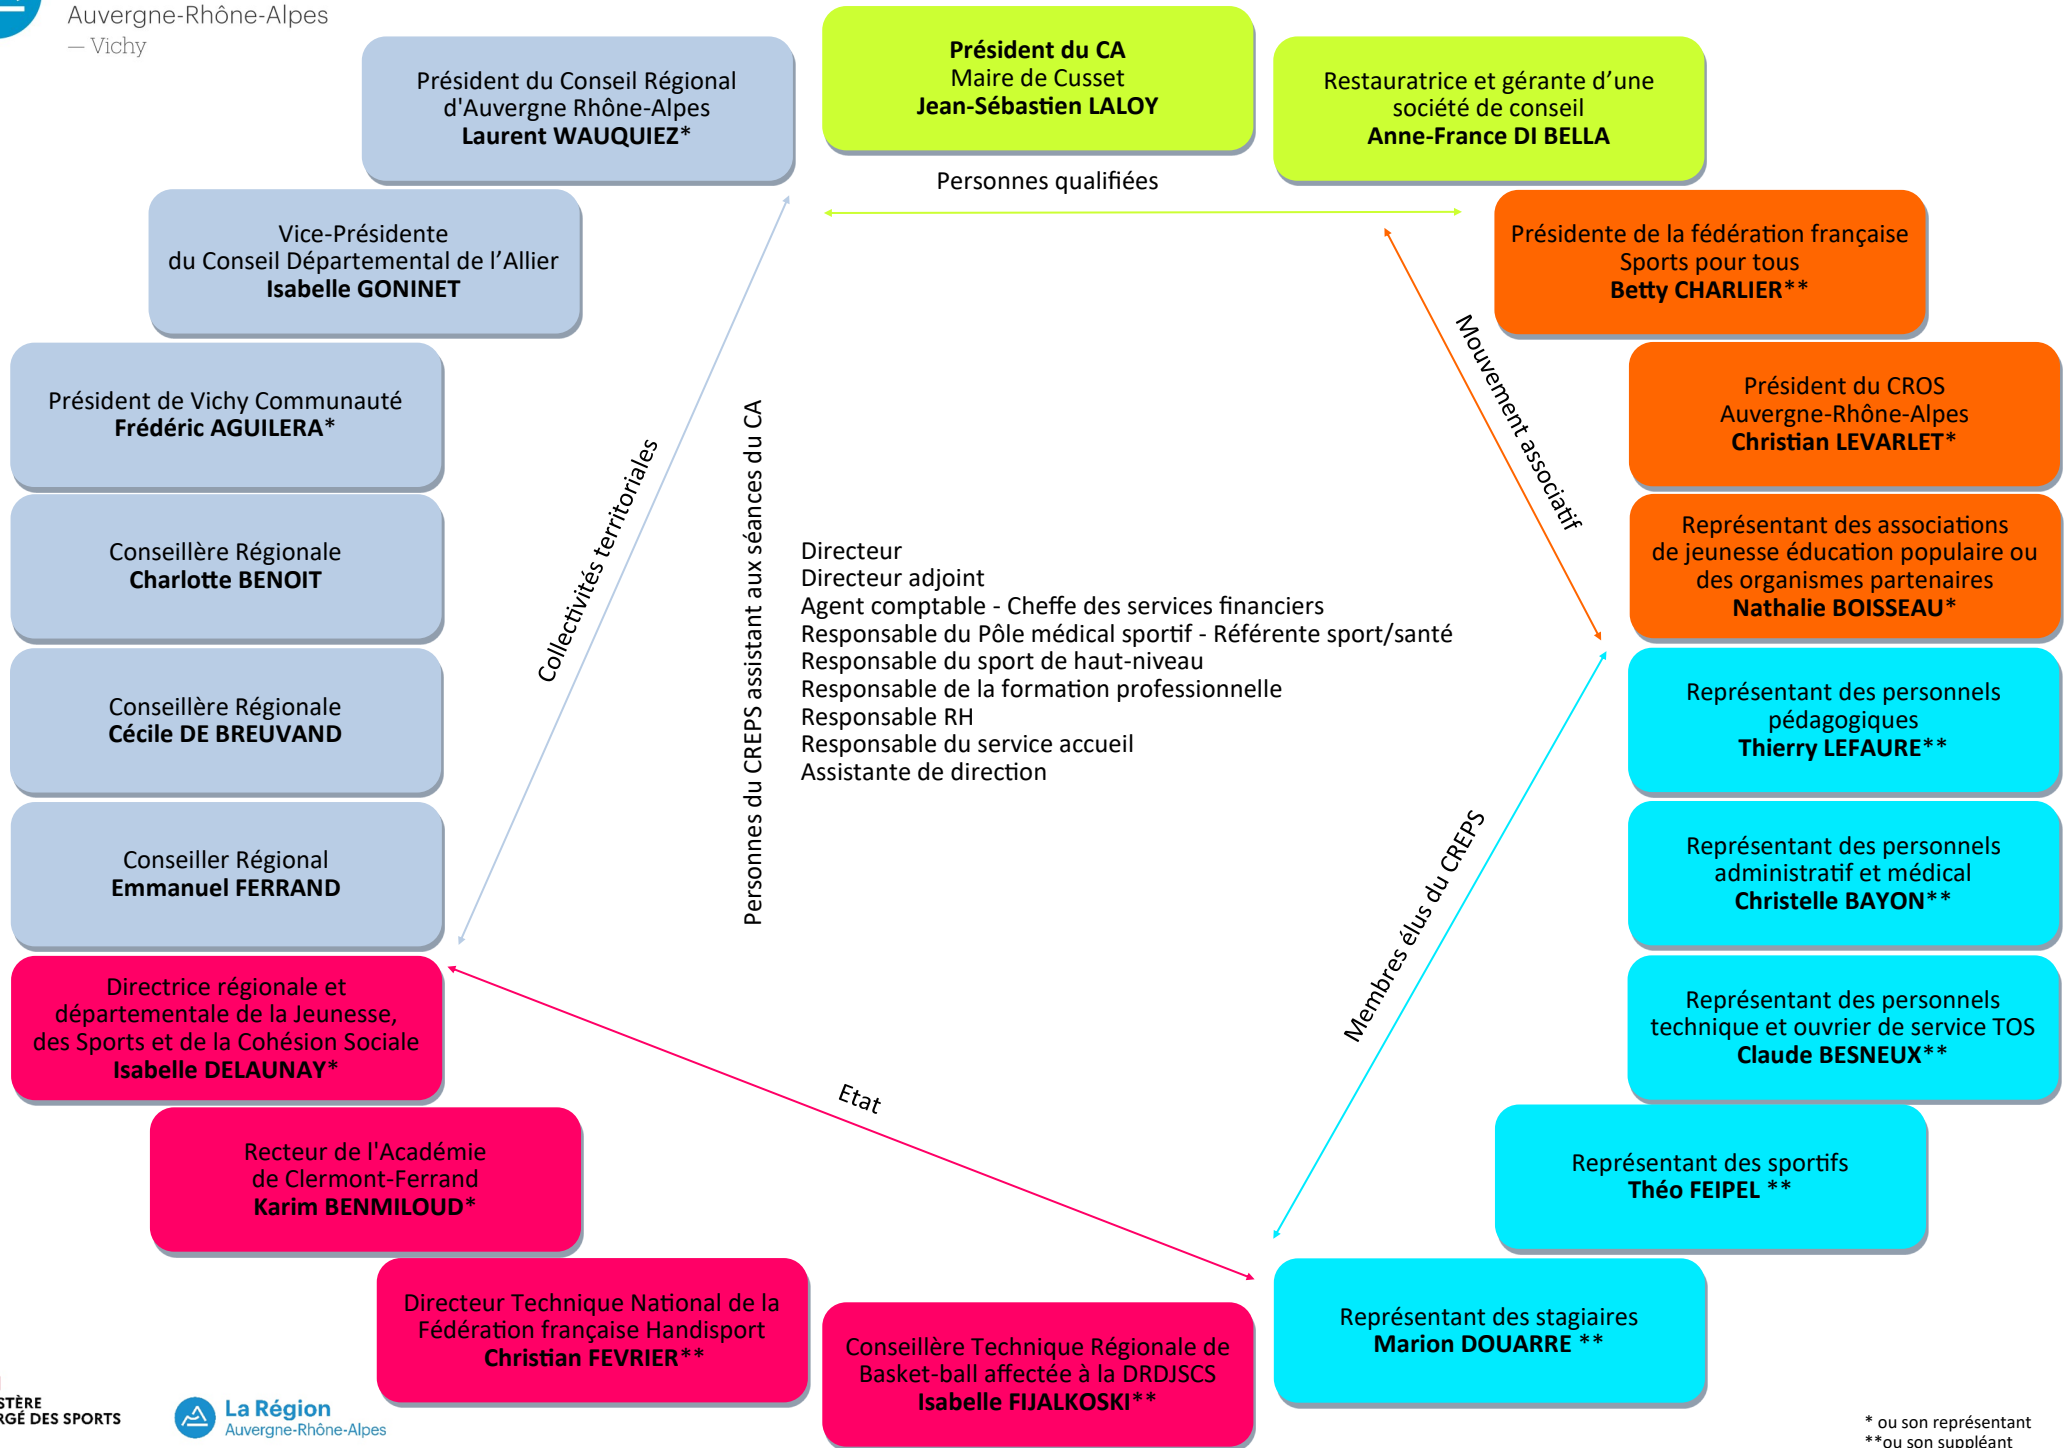 Auvergne-Rhône-Alpes
— Vichy
Président du CA
Maire de Cusset
Jean-Sébastien LALOY
Restauratrice et gérante d’une
société de conseil
Anne-France DI BELLA
Président du Conseil Régional
d'Auvergne Rhône-Alpes
Laurent WAUQUIEZ*
Personnes qualifiées
Vice-Présidente
du Conseil Départemental de l’Allier
Isabelle GONINET
Présidente de la fédération française
Sports pour tous
Betty CHARLIER**
Président de Vichy Communauté
Frédéric AGUILERA*
Mouvement associatif
Président du CROS
Auvergne-Rhône-Alpes
Christian LEVARLET*
Conseillère Régionale
Charlotte BENOIT
Collectivités territoriales
Personnes du CREPS assistant aux séances du CA
Directeur
Directeur adjoint
Agent comptable - Cheffe des services financiers
Responsable du Pôle médical sportif - Référente sport/santé
Responsable du sport de haut-niveau
Responsable de la formation professionnelle
Responsable RH
Responsable du service accueil
Assistante de direction
Représentant des associations
de jeunesse éducation populaire ou
des organismes partenaires
Nathalie BOISSEAU*
Conseillère Régionale
Cécile DE BREUVAND
Représentant des personnels
pédagogiques
Thierry LEFAURE**
Conseiller Régional
Emmanuel FERRAND
Membres élus du CREPS
Représentant des personnels
administratif et médical
Christelle BAYON**
Directrice régionale et
départementale de la Jeunesse,
des Sports et de la Cohésion Sociale
Isabelle DELAUNAY*
Représentant des personnels
technique et ouvrier de service TOS
Claude BESNEUX**
Etat
Recteur de l'Académie
de Clermont-Ferrand
Karim BENMILOUD*
Représentant des sportifs
Théo FEIPEL **
Directeur Technique National de la
Fédération française Handisport
Christian FEVRIER**
Conseillère Technique Régionale de
Basket-ball affectée à la DRDJSCS
Isabelle FIJALKOSKI**
Représentant des stagiaires
Marion DOUARRE **
STÈRE
RGÉ DES SPORTS
La Région
Auvergne-Rhône-Alpes
* ou son représentant
**ou son suppléant